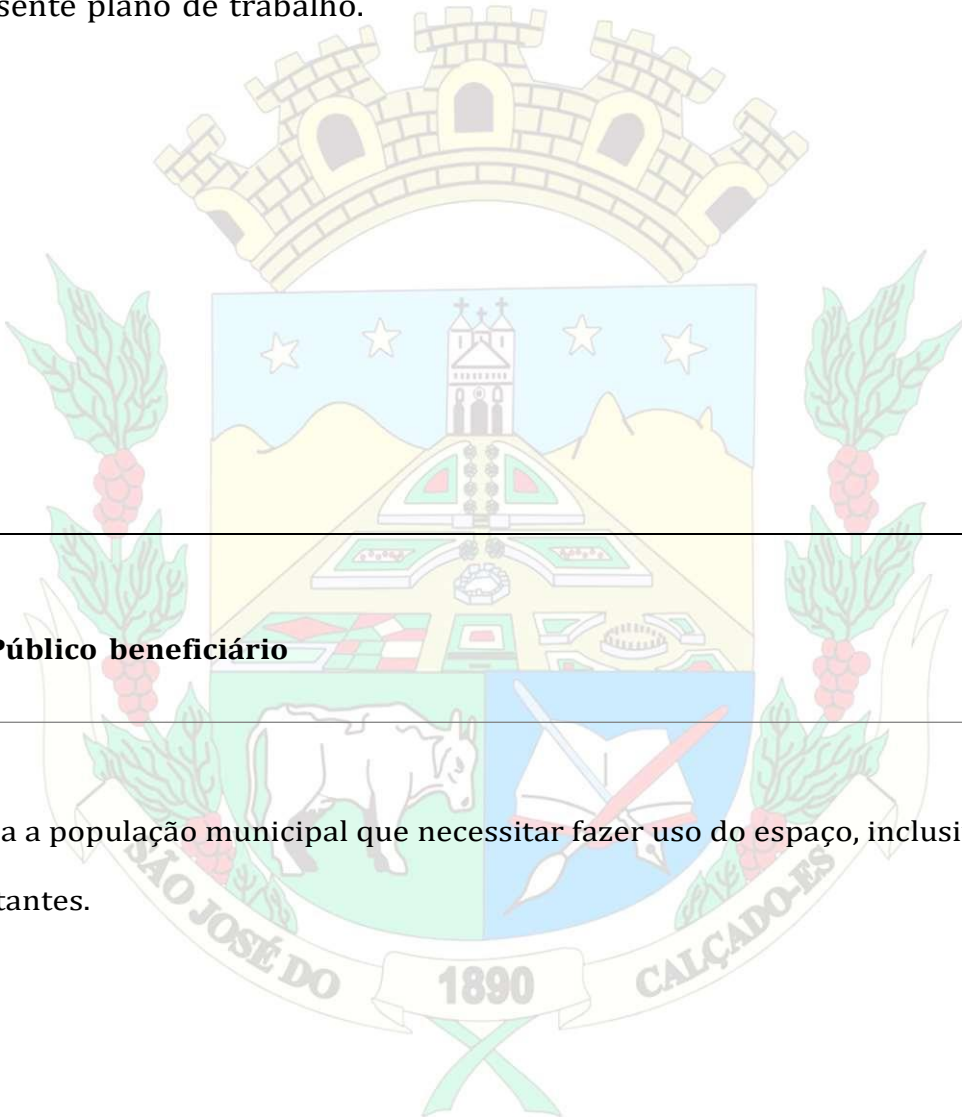 sente plano de trabalho.
Público beneficiário
a a população municipal que necessitar fazer uso do espaço, inclusi
tantes.
SÃO JOSÉ DO 1890 CALÇADO-ES